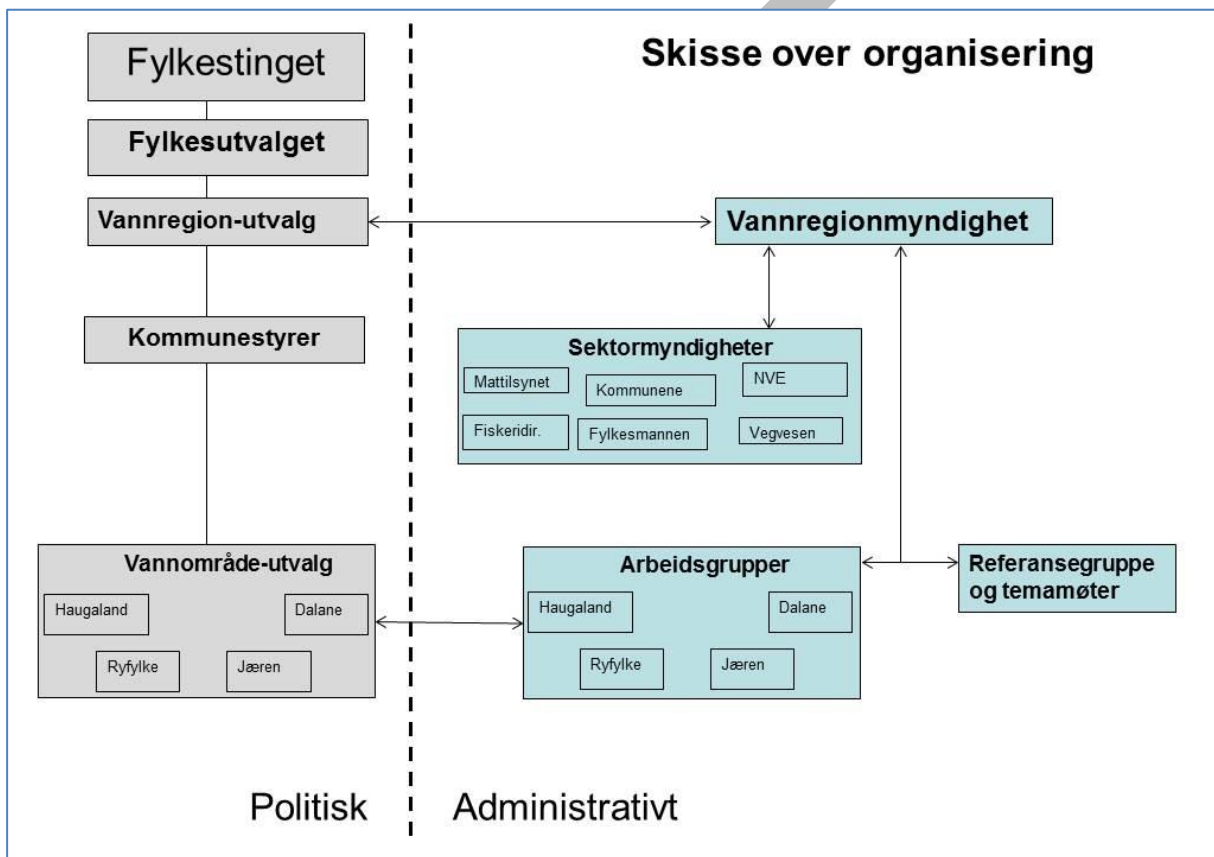 Skisse over organisering
Fylkestinget
Fylkesutvalget
Vannregion-utvalg
Vannregionmyndighet
Kommunestyrer
Sektormyndigheter
Mattilsynet
Kommunene
NVE
Fiskeridir.
Fylkesmannen
Vegvesen
Vannområde-utvalg
Haugaland
Dalane
Ryfylke
Jæren
Arbeidsgrupper
Haugaland
Dalane
Ryfylke
Jæren
Referansegruppe
og temamøter
Politisk
Administrativt